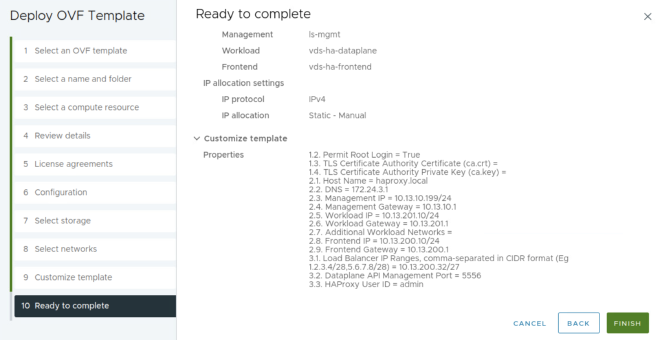 Deploy OVF Template
1 Select an OVF template
2 Select a name and folder
3 Select a compute resource
4 Review details
5 License agreements
6 Configuration
7 Select storage
8 Select networks
9 Customize template
10 Ready to complete
Ready to complete
Management ls-mgmt
Workload vds-ha-dataplane
Frontend vds-ha-frontend
IP allocation settings
IP protocol IPv4
IP allocation Static - Manual
Customize template
Properties 1.2. Permit Root Login = True
1.3. TLS Certificate Authority Certificate (ca.crt) =
1.4. TLS Certificate Authority Private Key (ca.key) =
2.1. Host Name = haproxy.local
2.2. DNS = 172.24.3.1
2.3. Management IP = 10.13.10.199/24
2.4. Management Gateway = 10.13.10.1
2.5. Workload IP = 10.13.201.10/24
2.6. Workload Gateway = 10.13.201.1
2.7. Additional Workload Networks =
2.8. Frontend IP = 10.13.200.10/24
2.9. Frontend Gateway = 10.13.200.1
3.1. Load Balancer IP Ranges, comma-separated in CIDR format (Eg
1.2.3.4/28,5.6.7.8/28) = 10.13.200.32/27
3.2. Dataplane API Management Port = 5556
3.3. HAProxy User ID = admin
CANCEL BACK FINISH